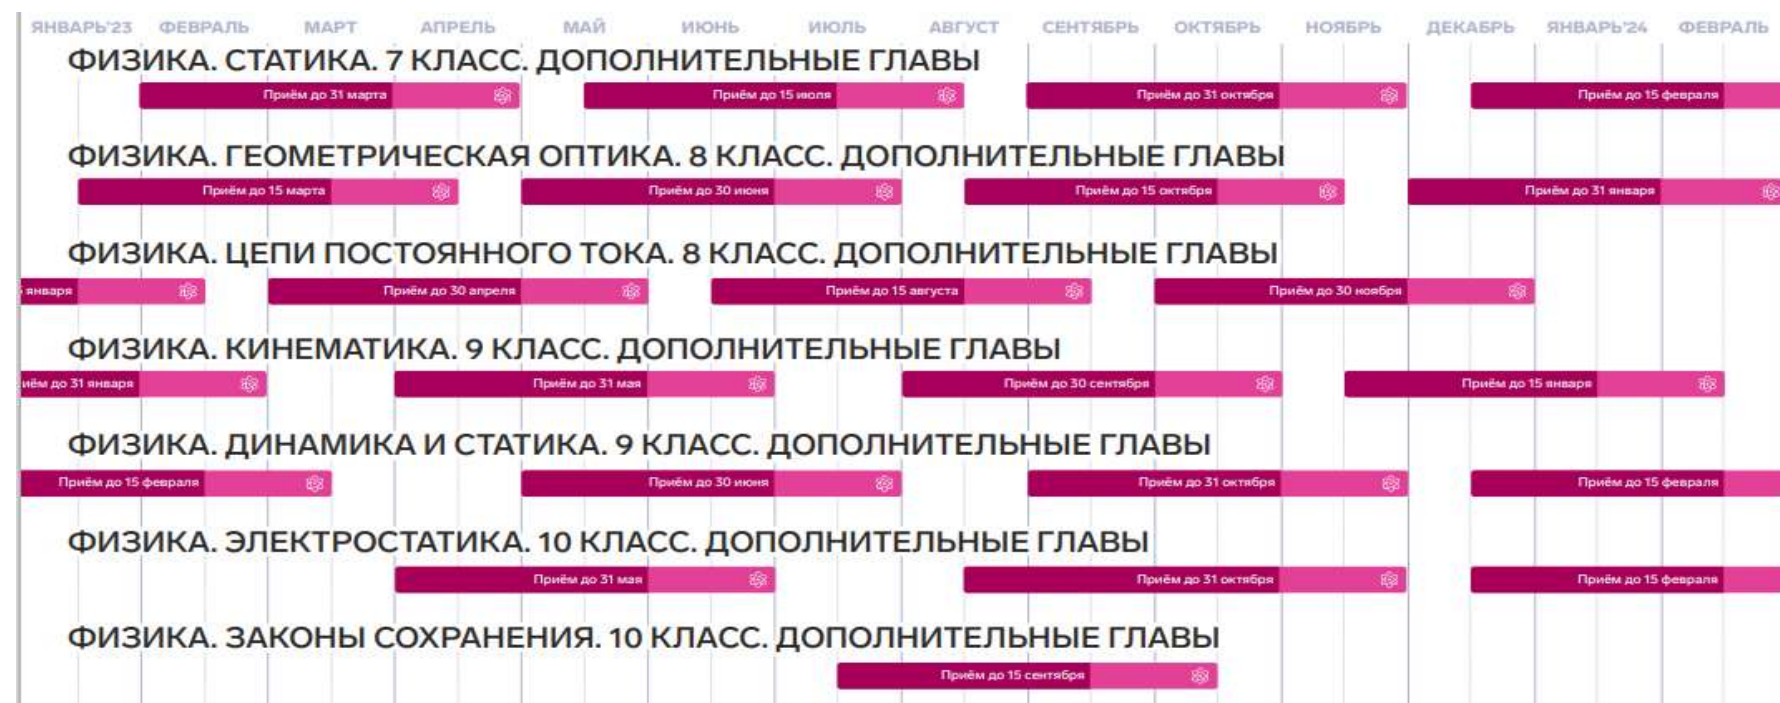 ЯНВАРЬ'23 ФЕВРАЛЬ МАРТ АПРЕЛЬ МАЙ ИЮНЬ ИЮЛЬ АВГУСТ СЕНТЯБРЬ ОКТЯБРЬ НОЯБРЬ ДЕКАБРЬ ЯНВАРЬ'24 ФЕВРАЛЬ
ФИЗИКА. СТАТИКА. 7 КЛАСС. ДОПОЛНИТЕЛЬНЫЕ ГЛАВЫ
Приём до 31 марта Приём до 15 июля Приём до 31 октября Приём до 15 февраля
ФИЗИКА. ГЕОМЕТРИЧЕСКАЯ ОПТИКА. 8 КЛАСС. ДОПОЛНИТЕЛЬНЫЕ ГЛАВЫ
Приём до 15 марта Приём до 30 июня Приём до 15 октября Приём до 31 января
ФИЗИКА. ЦЕПИ ПОСТОЯННОГО ТОКА. 8 КЛАСС. ДОПОЛНИТЕЛЬНЫЕ ГЛАВЫ
января Приём до 30 апреля Приём до 15 августа Приём до 30 ноября
ФИЗИКА. КИНЕМАТИКА. 9 КЛАСС. ДОПОЛНИТЕЛЬНЫЕ ГЛАВЫ
иём до 31 января Приём до 31 мая Приём до 30 сентября Приём до 15 января
ФИЗИКА. ДИНАМИКА И СТАТИКА. 9 КЛАСС. ДОПОЛНИТЕЛЬНЫЕ ГЛАВЫ
Приём до 15 февраля Приём до 30 июня Приём до 31 октября Приём до 15 февраля
ФИЗИКА. ЭЛЕКТРОСТАТИКА. 10 КЛАСС. ДОПОЛНИТЕЛЬНЫЕ ГЛАВЫ
Приём до 31 мая Приём до 31 октября Приём до 15 февраля
ФИЗИКА. ЗАКОНЫ СОХРАНЕНИЯ. 10 КЛАСС. ДОПОЛНИТЕЛЬНЫЕ ГЛАВЫ
Приём до 15 сентября